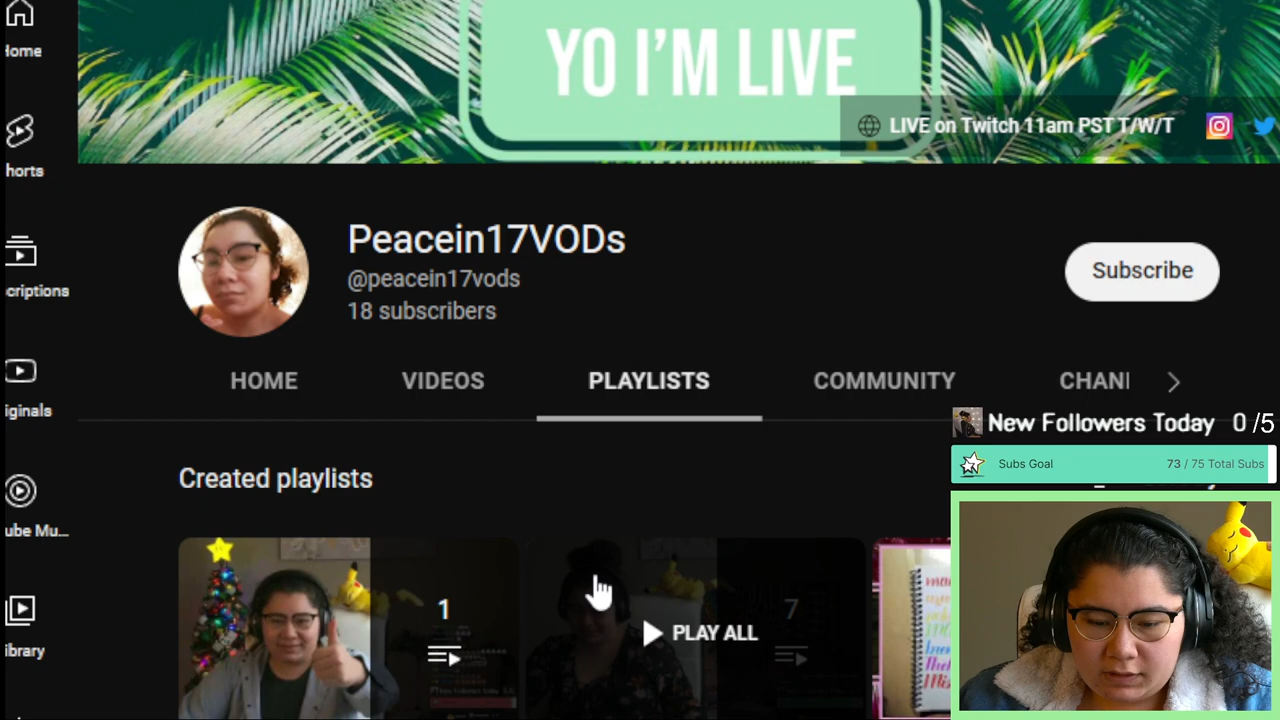 YO I'M LIVE
LIVE on Twitch 11am PST T/W/T
Home
horts
criptions
iginals
ube Mu...
ibrary
Peacein17VODs
@peacein17vods
18 subscribers
Subscribe
HOME VIDEOS PLAYLISTS COMMUNITY CHAN
Created playlists
1
PLAY ALL
7
New Followers Today 0 /5
Subs Goal 73 / 75 Total Subs